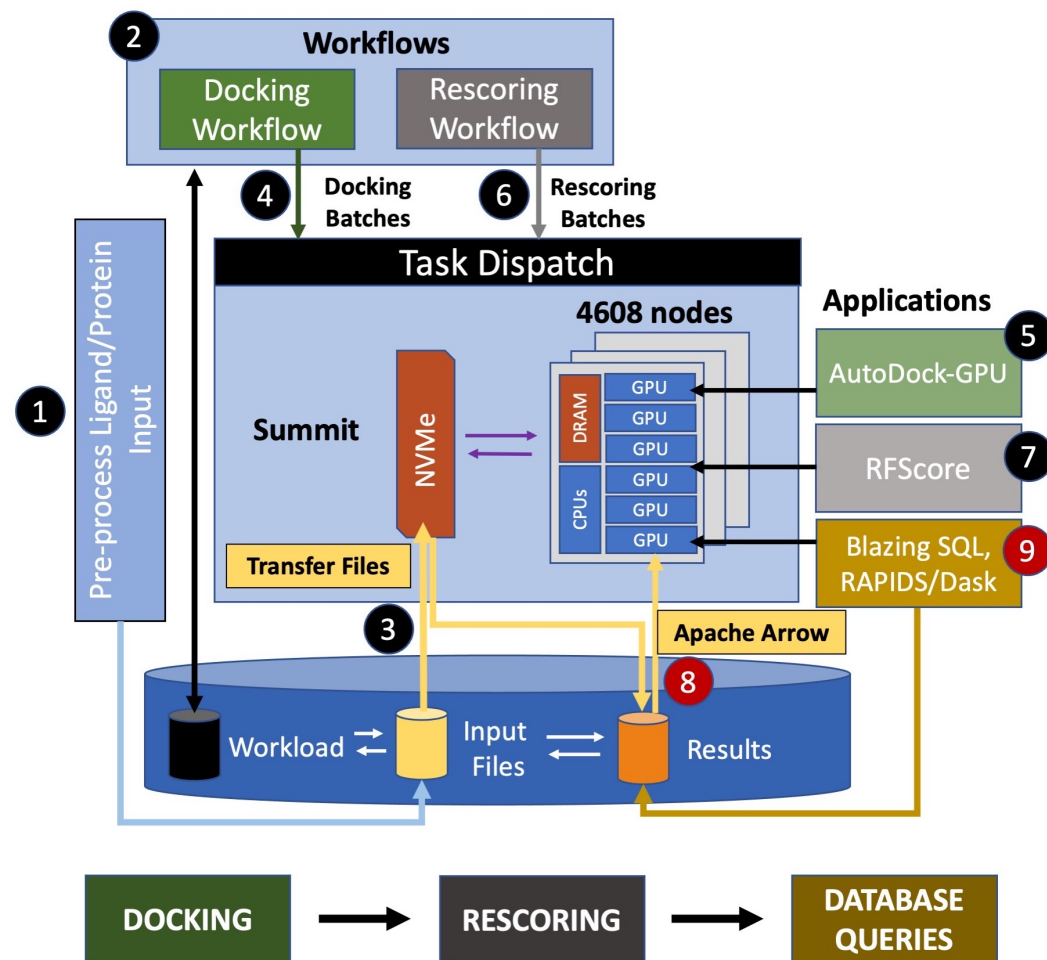 2
Workflows
Docking
Workflow
Rescoring
Workflow
4
Docking
Batches
6
Rescoring
Batches
1
Pre-process Ligand/Protein
Input
Task Dispatch
4608 nodes
Summit
NVMe
DRAM
CPUs
GPU
GPU
GPU
GPU
GPU
GPU
Applications
5
AutoDock-GPU
7
RFScore
9
Blazing SQL,
RAPIDS/Dask
Transfer Files
3
Apache Arrow
8
Workload
Input
Files
Results
DOCKING
RESCORING
DATABASE
QUERIES